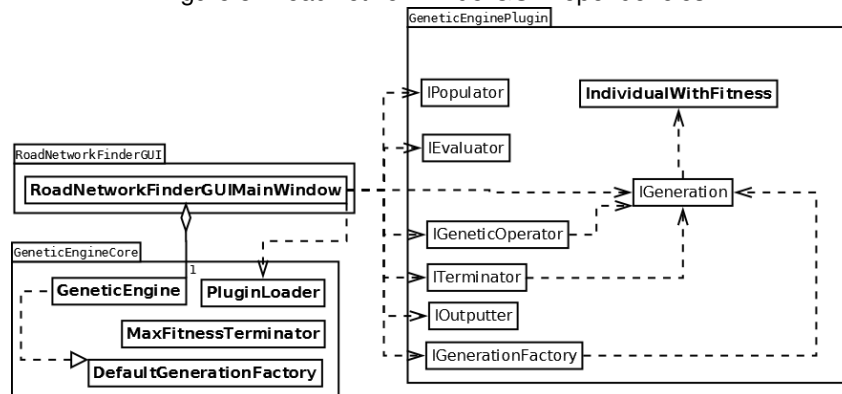 GeneticEnginePlugin
IPopulator
IndividualWithFitness
IEvaluator
RoadNetworkFinderGUI
RoadNetworkFinderGUIMainWindow
IGeneration
IGeneticOperator
GeneticEngineCore
1
GeneticEngine
PluginLoader
ITerminator
IOutputter
MaxFitnessTerminator
IGenerationFactory
DefaultGenerationFactory